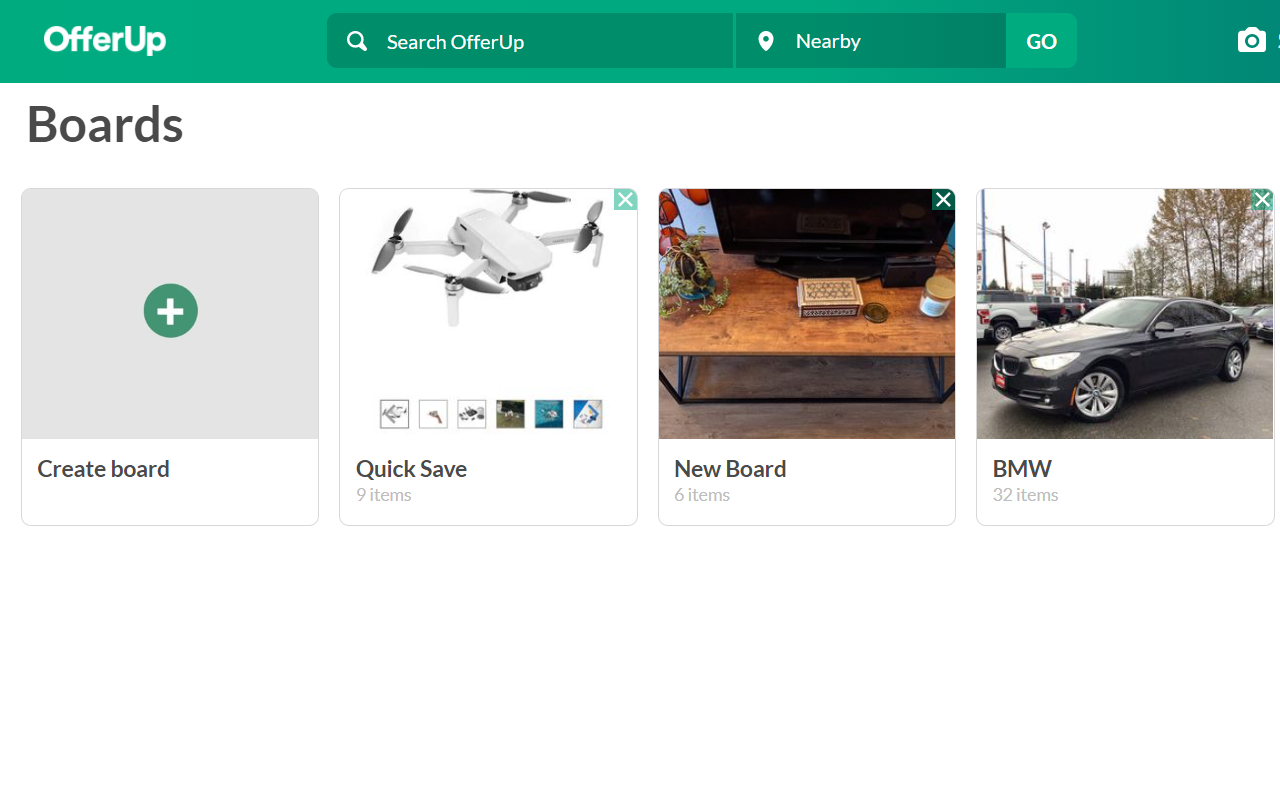 OfferUp
Search OfferUp
Nearby
GO
Boards
Create board
Quick Save
9 items
New Board
6 items
BMW
32 items